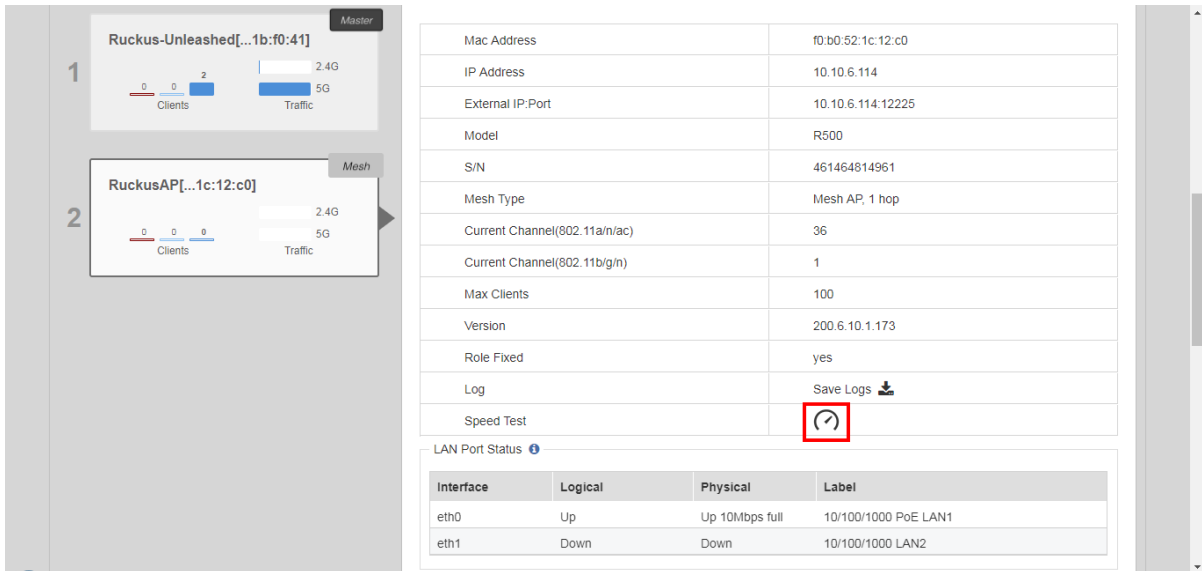 Master
Ruckus-Unleashed[...1b:f0:41]
1
0 0 2
2.4G
5G
Clients Traffic
Mesh
RuckusAP[...1c:12:c0]
2
0 0 0
2.4G
5G
Clients Traffic
Mac Address f0:b0:52:1c:12:c0
IP Address 10.10.6.114
External IP:Port 10.10.6.114:12225
Model R500
S/N 461464814961
Mesh Type Mesh AP, 1 hop
Current Channel(802.11a/n/ac) 36
Current Channel(802.11b/g/n) 1
Max Clients 100
Version 200.6.10.1.173
Role Fixed yes
Log Save Logs
Speed Test
LAN Port Status
Interface Logical Physical Label
eth0 Up Up 10Mbps full 10/100/1000 PoE LAN1
eth1 Down Down 10/100/1000 LAN2